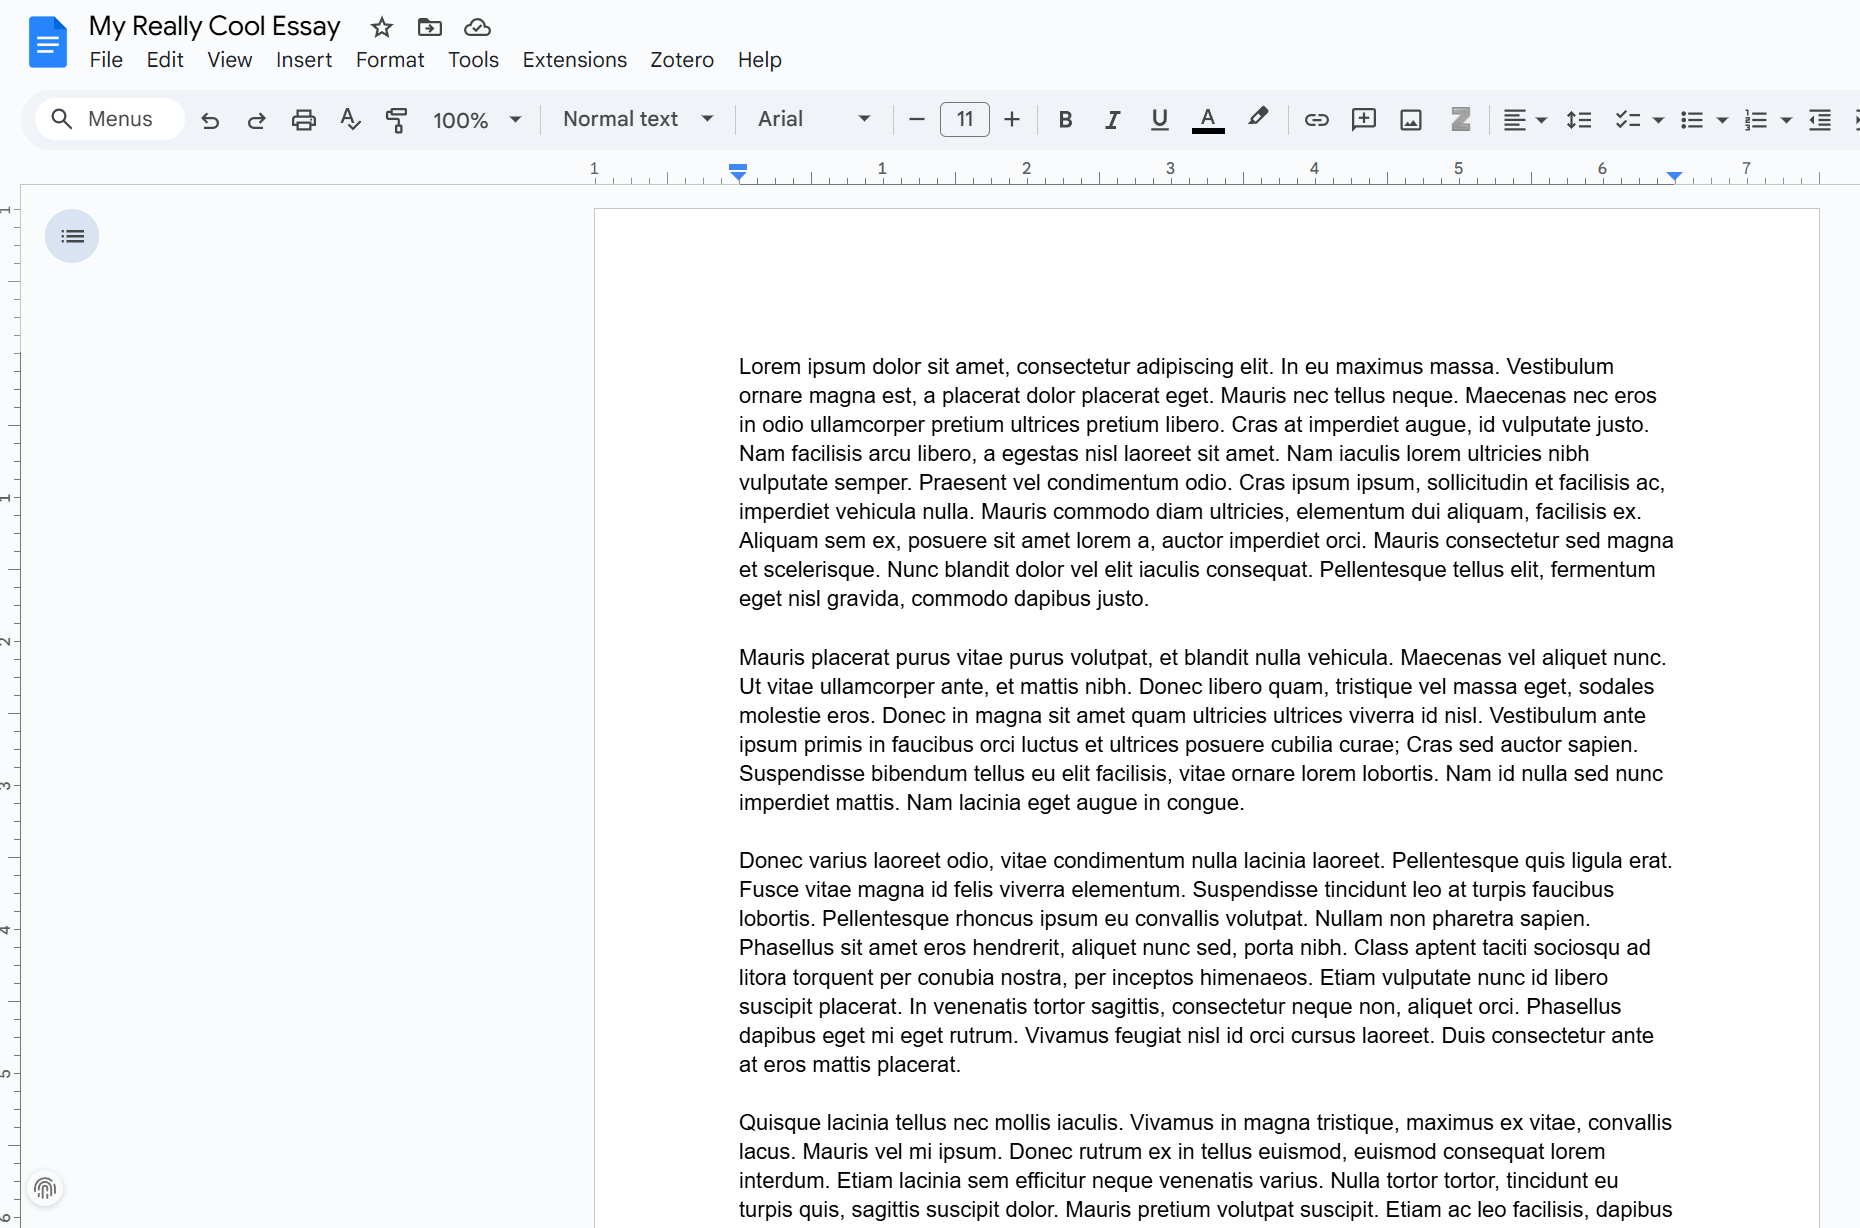 My Really Cool Essay
File Edit View Insert Format Tools Extensions Zotero Help
Menus 100% Normal text Arial 11 B I U A
1 1 2 3 4 5 6 7
1
1
2
3
4
5
6
Lorem ipsum dolor sit amet, consectetur adipiscing elit. In eu maximus massa. Vestibulum
ornare magna est, a placerat dolor placerat eget. Mauris nec tellus neque. Maecenas nec eros
in odio ullamcorper pretium ultrices pretium libero. Cras at imperdiet augue, id vulputate justo.
Nam facilisis arcu libero, a egestas nisl laoreet sit amet. Nam iaculis lorem ultricies nibh
vulputate semper. Praesent vel condimentum odio. Cras ipsum ipsum, sollicitudin et facilisis ac,
imperdiet vehicula nulla. Mauris commodo diam ultricies, elementum dui aliquam, facilisis ex.
Aliquam sem ex, posuere sit amet lorem a, auctor imperdiet orci. Mauris consectetur sed magna
et scelerisque. Nunc blandit dolor vel elit iaculis consequat. Pellentesque tellus elit, fermentum
eget nisl gravida, commodo dapibus justo.
Mauris placerat purus vitae purus volutpat, et blandit nulla vehicula. Maecenas vel aliquet nunc.
Ut vitae ullamcorper ante, et mattis nibh. Donec libero quam, tristique vel massa eget, sodales
molestie eros. Donec in magna sit amet quam ultricies ultrices viverra id nisl. Vestibulum ante
ipsum primis in faucibus orci luctus et ultrices posuere cubilia curae; Cras sed auctor sapien.
Suspendisse bibendum tellus eu elit facilisis, vitae ornare lorem lobortis. Nam id nulla sed nunc
imperdiet mattis. Nam lacinia eget augue in congue.
Donec varius laoreet odio, vitae condimentum nulla lacinia laoreet. Pellentesque quis ligula erat.
Fusce vitae magna id felis viverra elementum. Suspendisse tincidunt leo at turpis faucibus
lobortis. Pellentesque rhoncus ipsum eu convallis volutpat. Nullam non pharetra sapien.
Phasellus sit amet eros hendrerit, aliquet nunc sed, porta nibh. Class aptent taciti sociosqu ad
litora torquent per conubia nostra, per inceptos himenaeos. Etiam vulputate nunc id libero
suscipit placerat. In venenatis tortor sagittis, consectetur neque non, aliquet orci. Phasellus
dapibus eget mi eget rutrum. Vivamus feugiat nisl id orci cursus laoreet. Duis consectetur ante
at eros mattis placerat.
Quisque lacinia tellus nec mollis iaculis. Vivamus in magna tristique, maximus ex vitae, convallis
lacus. Mauris vel mi ipsum. Donec rutrum ex in tellus euismod, euismod consequat lorem
interdum. Etiam lacinia sem efficitur neque venenatis varius. Nulla tortor tortor, tincidunt eu
turpis quis, sagittis suscipit dolor. Mauris pretium volutpat suscipit. Etiam ac leo facilisis, dapibus